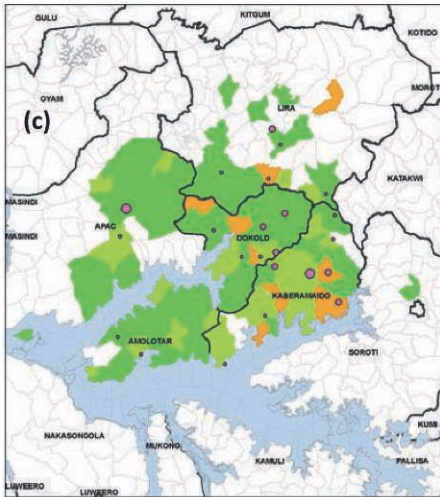 GULU
KITGUM
KOTIDO
OYAM
MOROT
LIRA
(c)
KATAKWI
MASINDI
APAC
MASINDI
DOKOLO
KABERAMAIDO
AMOLOTAR
SOROTI
NAKASONGOLA
MUKONO
KUMI
KAMULI
PALLISA
LUWEERO
LUWEERO